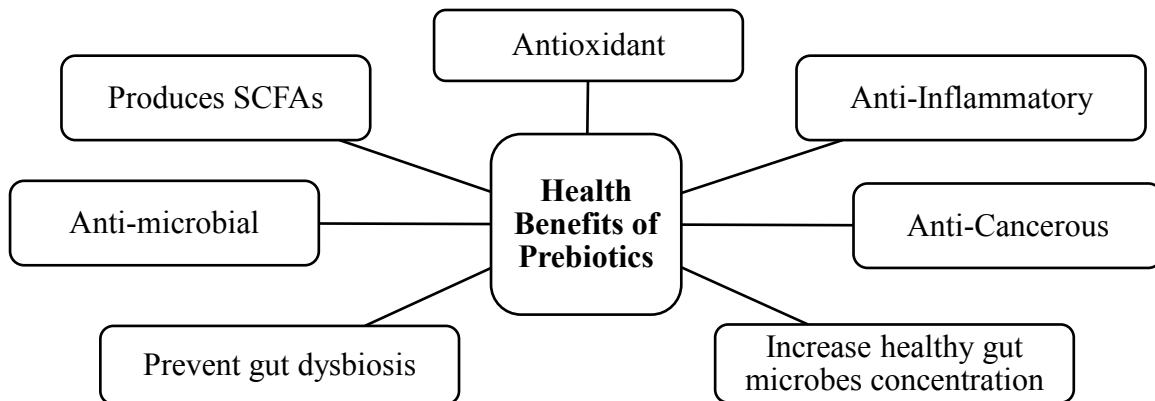 Antioxidant
Produces SCFAs
Anti-Inflammatory
Health
Benefits of
Prebiotics
Anti-microbial
Anti-Cancerous
Prevent gut dysbiosis
Increase healthy gut
microbes concentration